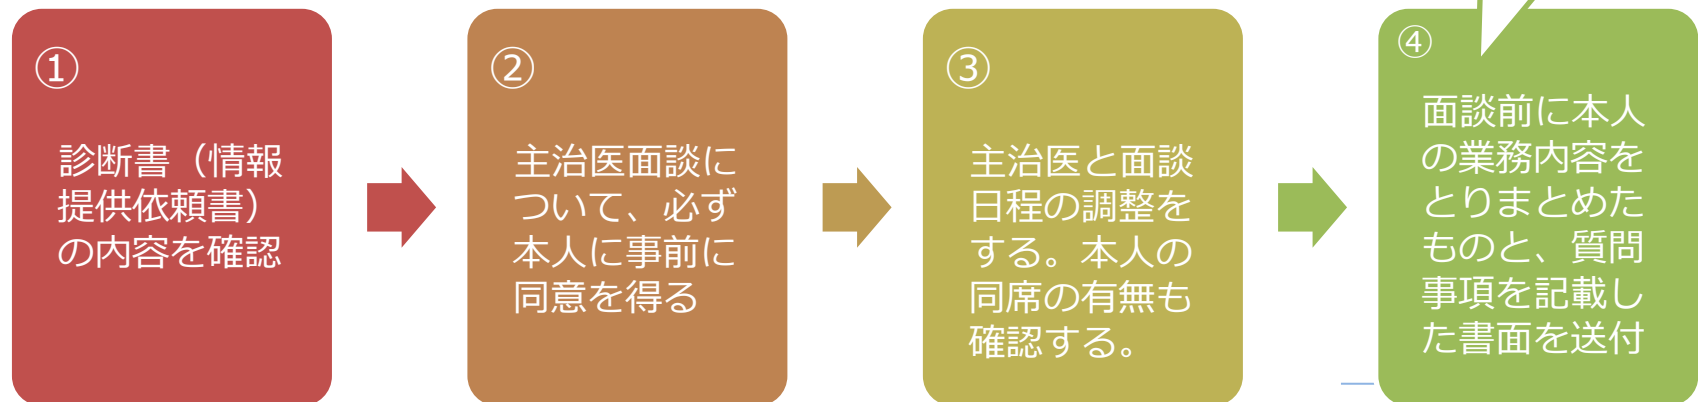 ①
診断書（情報
提供依頼書）
の内容を確認
②
主治医面談に
ついて、必ず
本人に事前に
同意を得る
③
主治医と面談
日程の調整を
する。本人の
同席の有無も
確認する。
④
面談前に本人
の業務内容を
とりまとめた
ものと、質問
事項を記載し
た書面を送付